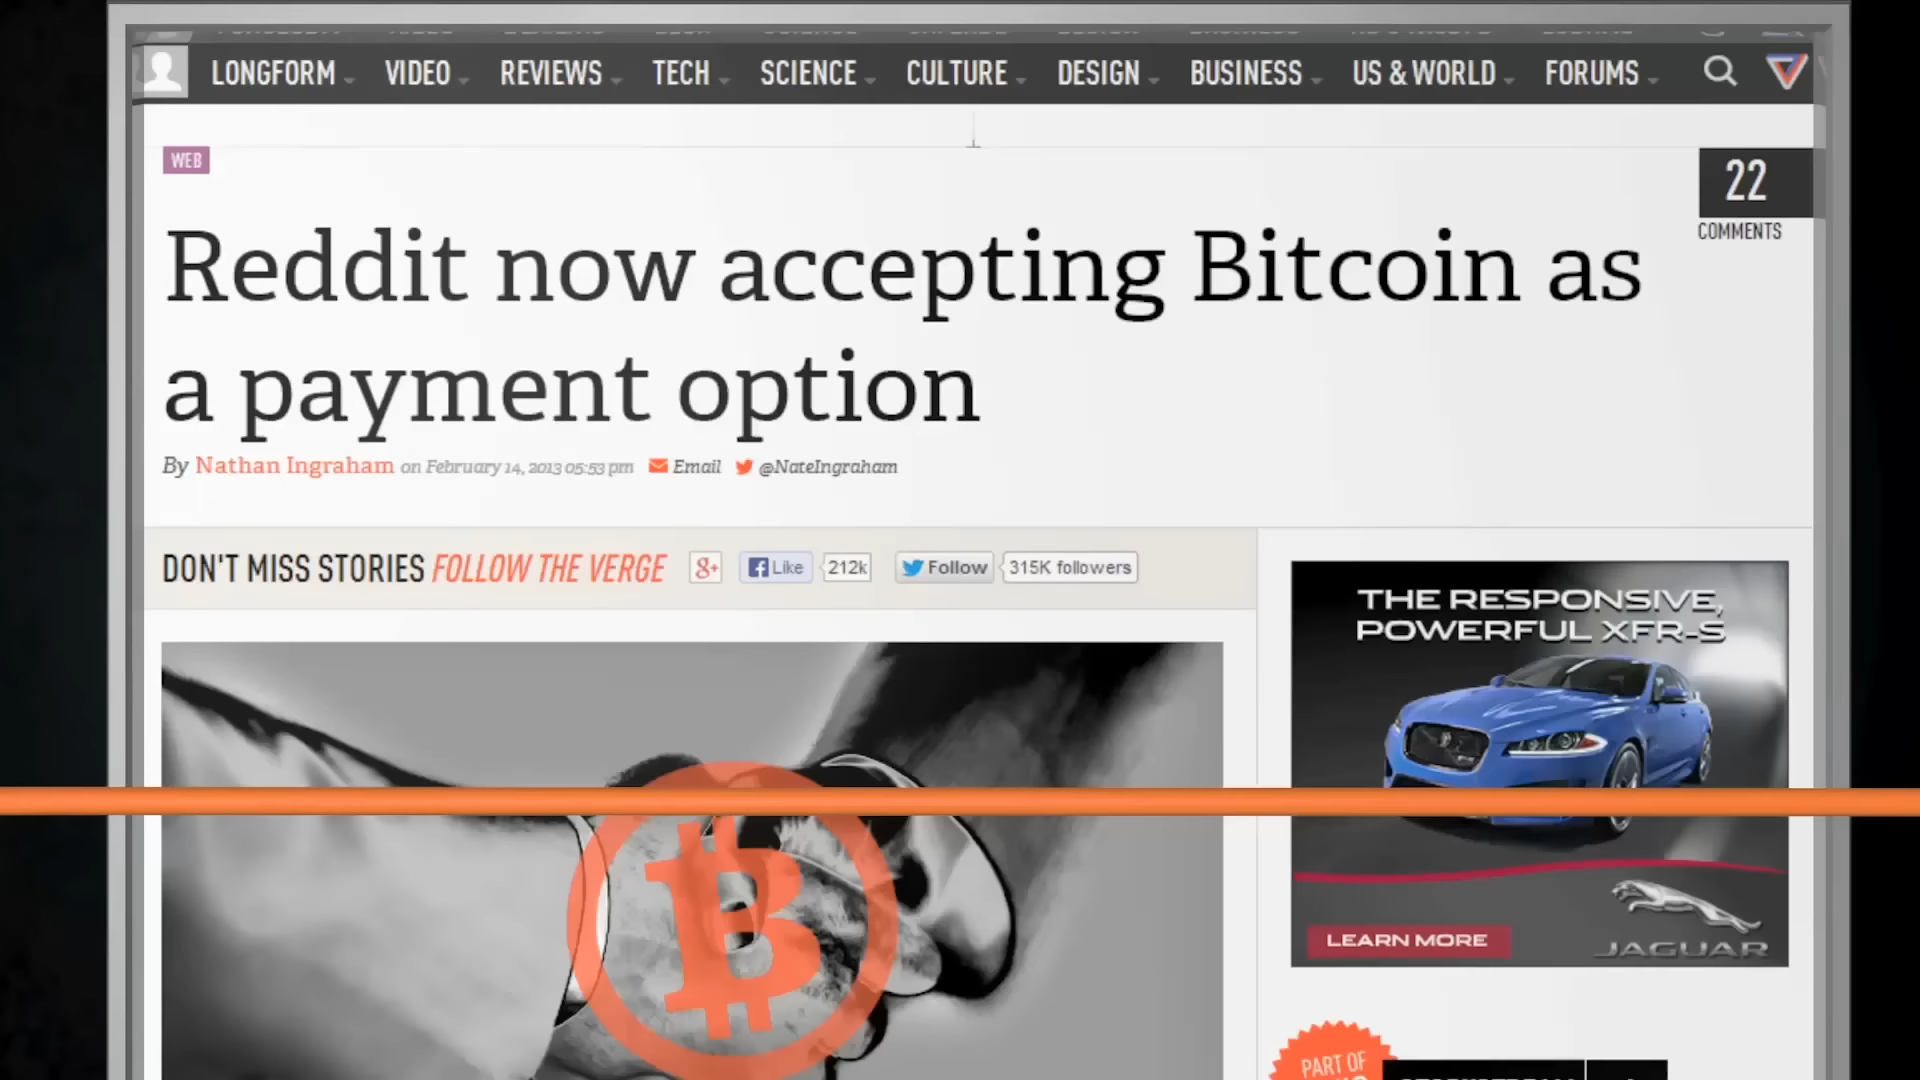 LONGFORM VIDEO REVIEWS TECH SCIENCE CULTURE DESIGN BUSINESS US & WORLD FORUMS
WEB
22
COMMENTS
Reddit now accepting Bitcoin as
a payment option
By Nathan Ingraham on February 14, 2013 05:53 pm Email @NateIngraham
DON'T MISS STORIES FOLLOW THE VERGE g+ Like 212k Follow 315K followers
THE RESPONSIVE,
POWERFUL XFR-S
LEARN MORE
JAGUAR
PART OF